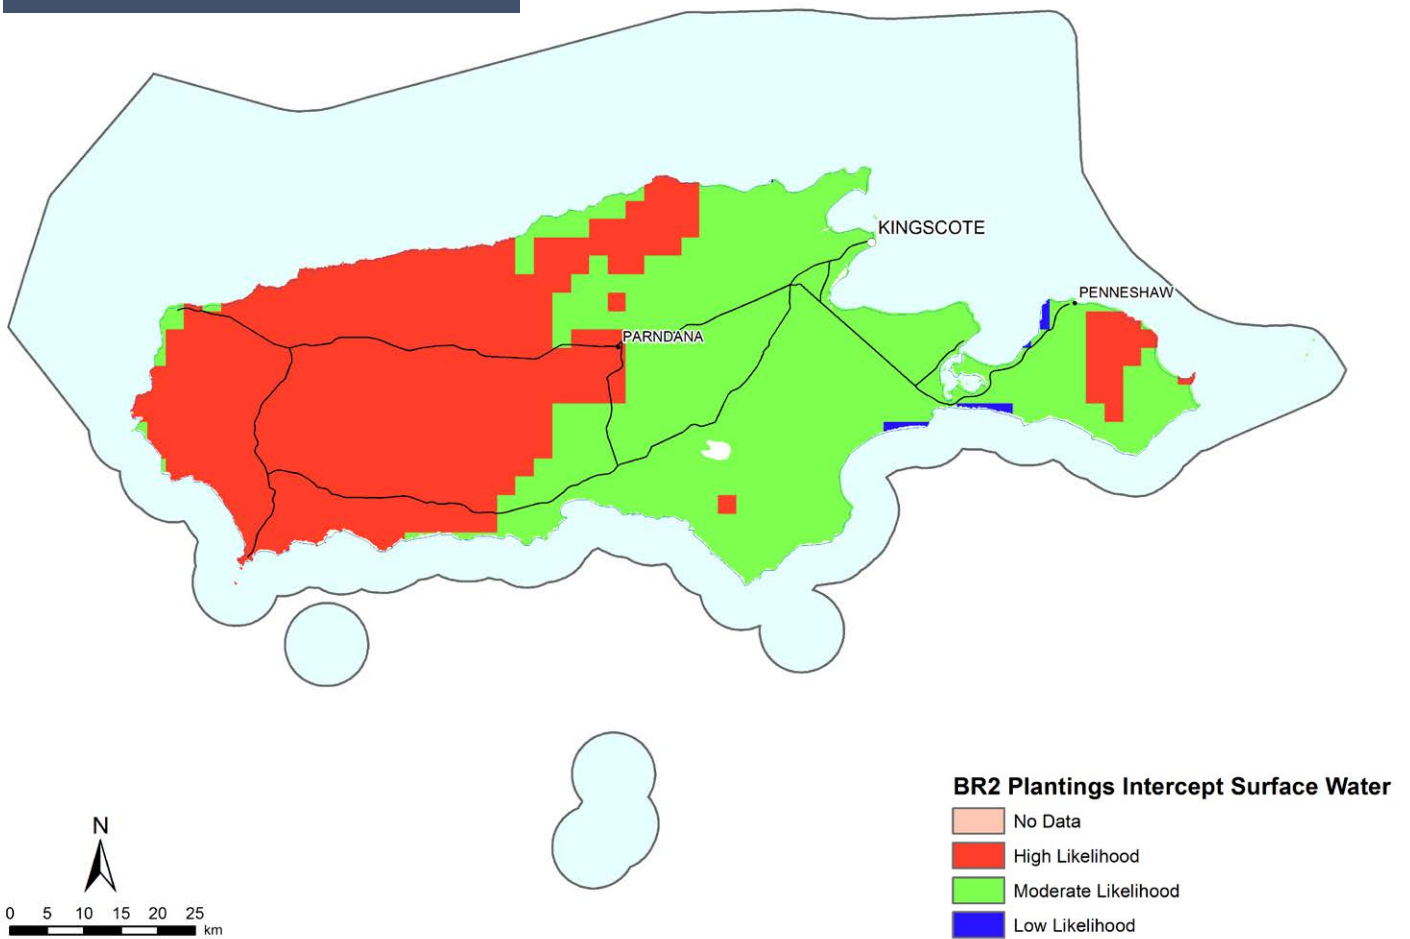 KINGSCOTE
PENNESHAW
PARNDANA
BR2 Plantings Intercept Surface Water
No Data
High Likelihood
Moderate Likelihood
Low Likelihood
N
0 5 10 15 20 25
km